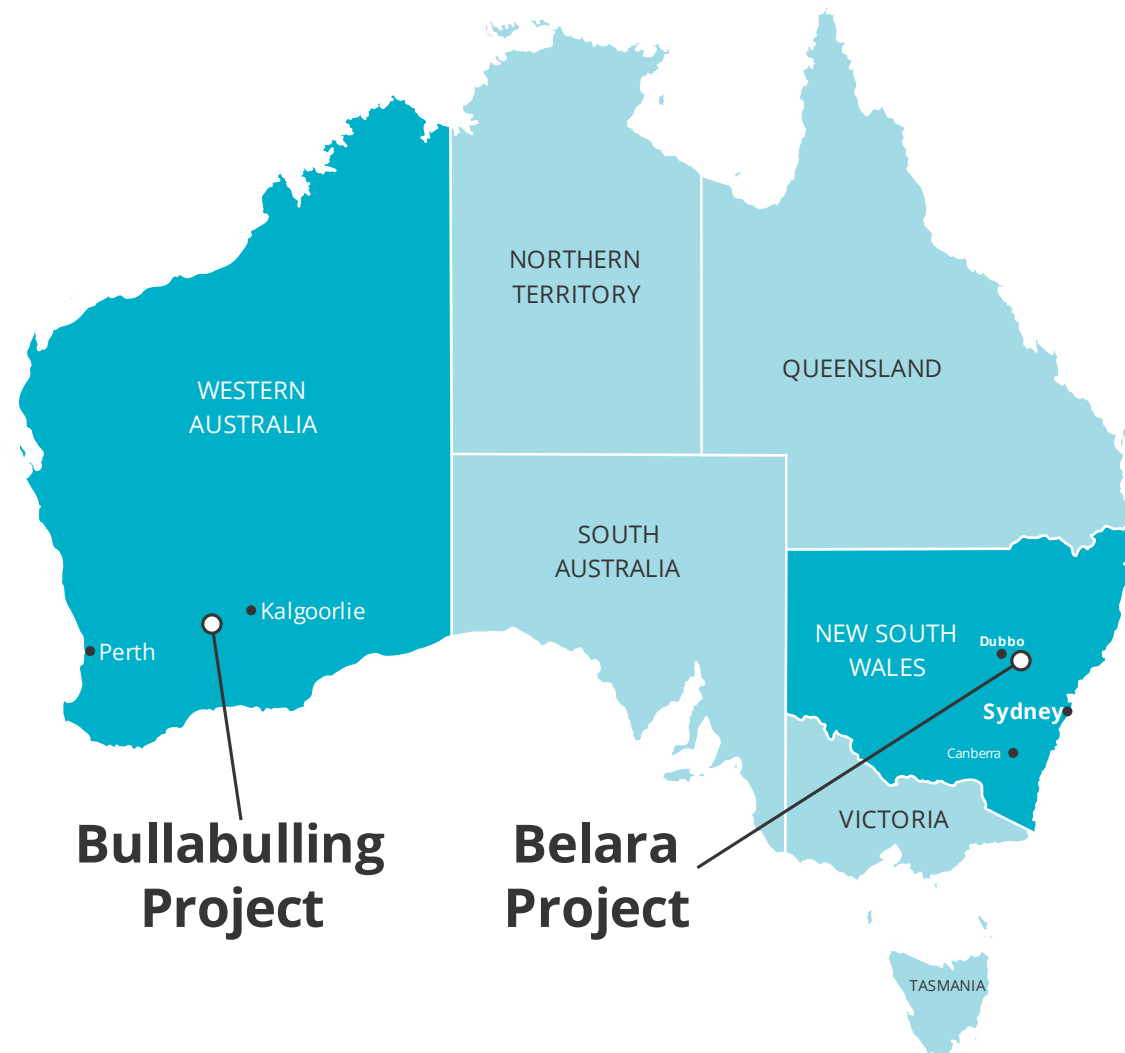 NORTHERN
TERRITORY
QUEENSLAND
WESTERN
AUSTRALIA
SOUTH
AUSTRALIA
Kalgoorlie
Perth
NEW SOUTH
WALES
Dubbo
Sydney
Canberra
VICTORIA
Bullabulling
Project
Belara
Project
TASMANIA